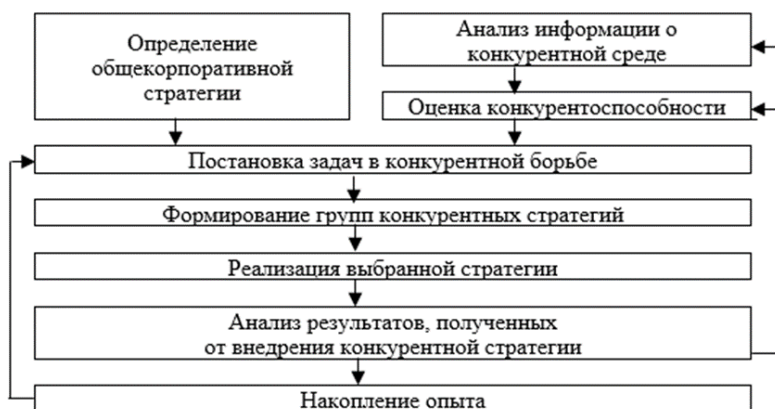 Определение
общекорпоративной
стратегии
Анализ информации о
конкурентной среде
Оценка конкурентоспособности
Постановка задач в конкурентной борьбе
Формирование групп конкурентных стратегий
Реализация выбранной стратегии
Анализ результатов, полученных
от внедрения конкурентной стратегии
Накопление опыта